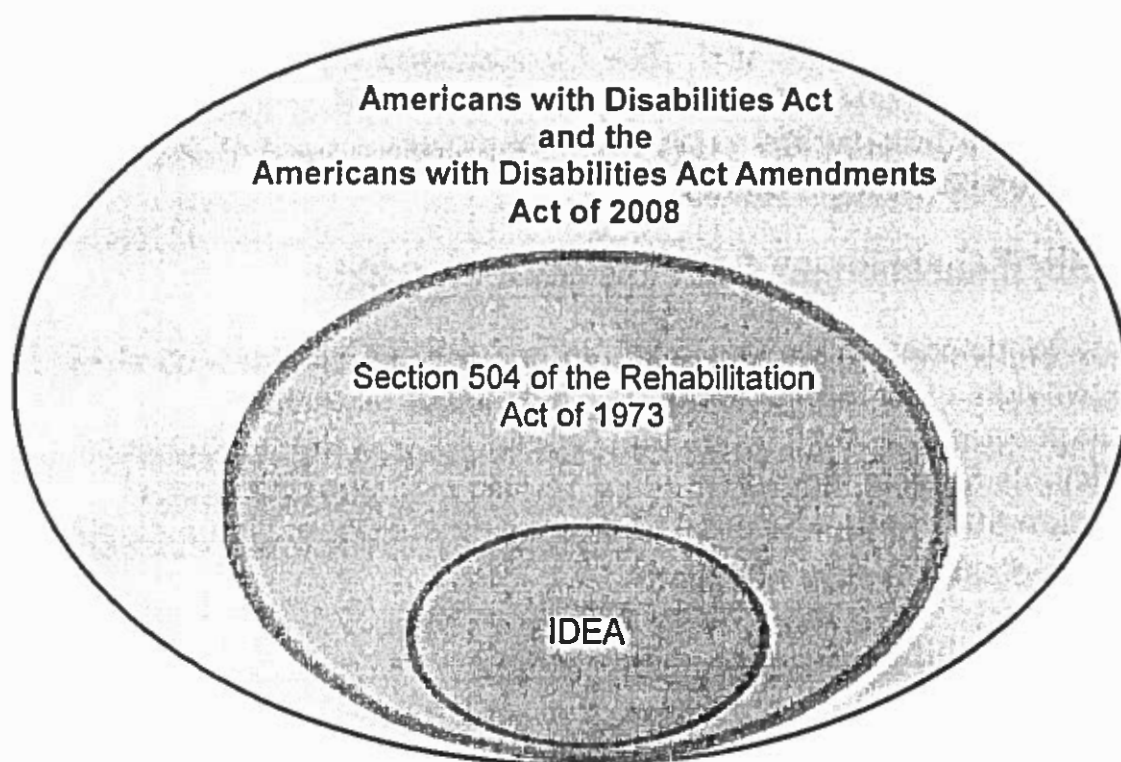 Americans with Disabilities Act
and the
Americans with Disabilities Act Amendments
Act of 2008
Section 504 of the Rehabilitation
Act of 1973
IDEA